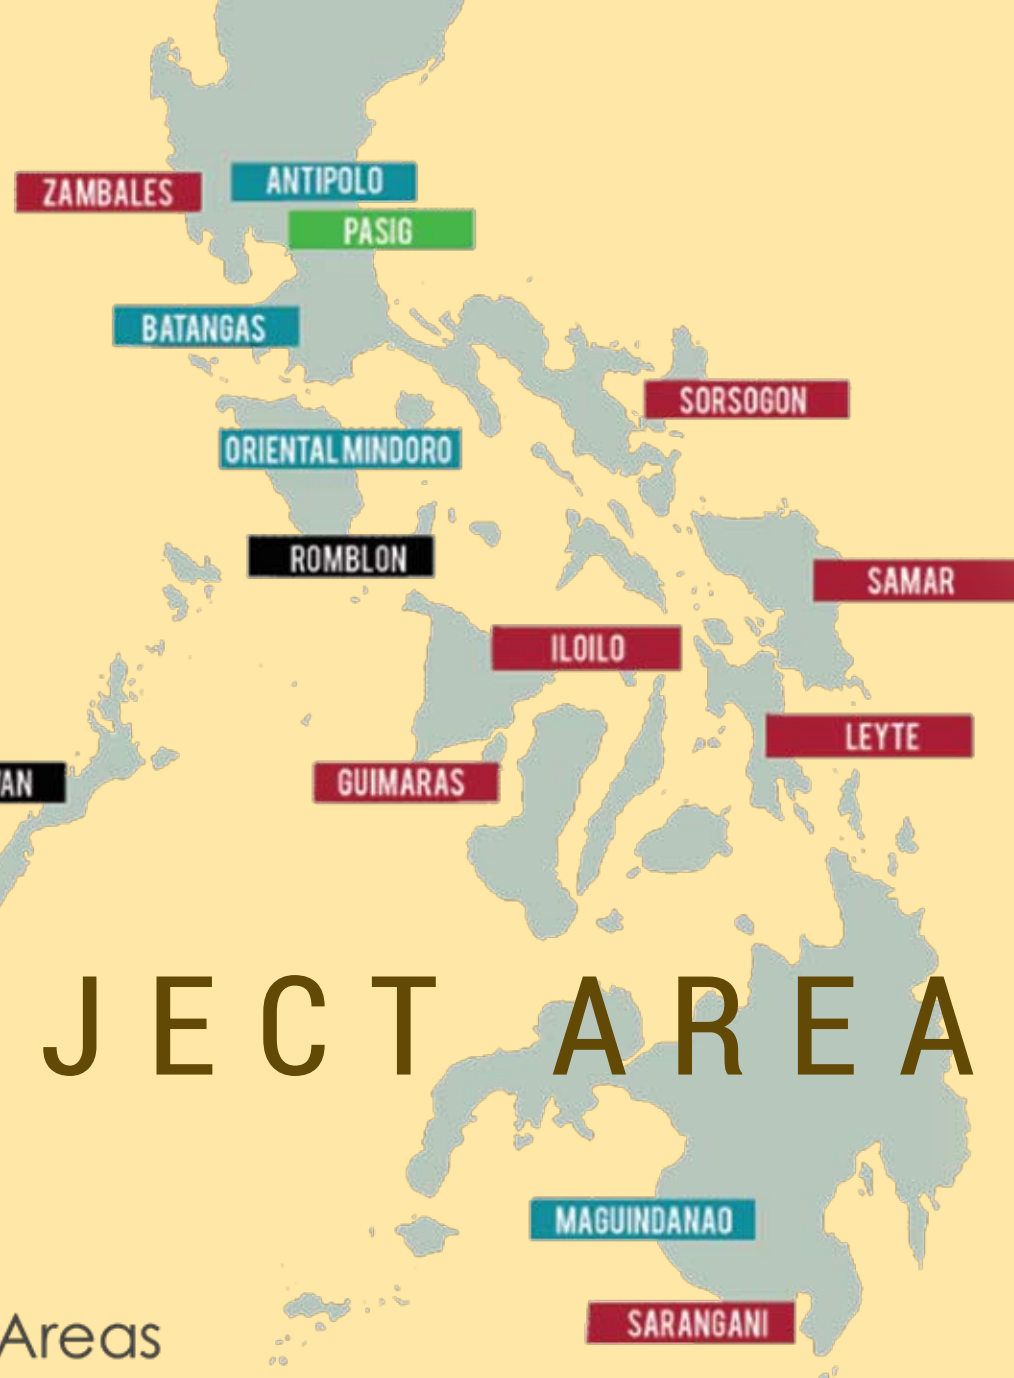 ZAMBALES
ANTIPOLO
PASIG
BATANGAS
SORSOGON
ORIENTAL MINDORO
ROMBLON
SAMAR
ILOILO
LEYTE
GUIMARAS
JECT AREA
MAGUINDANAO
SARANGANI
Areas